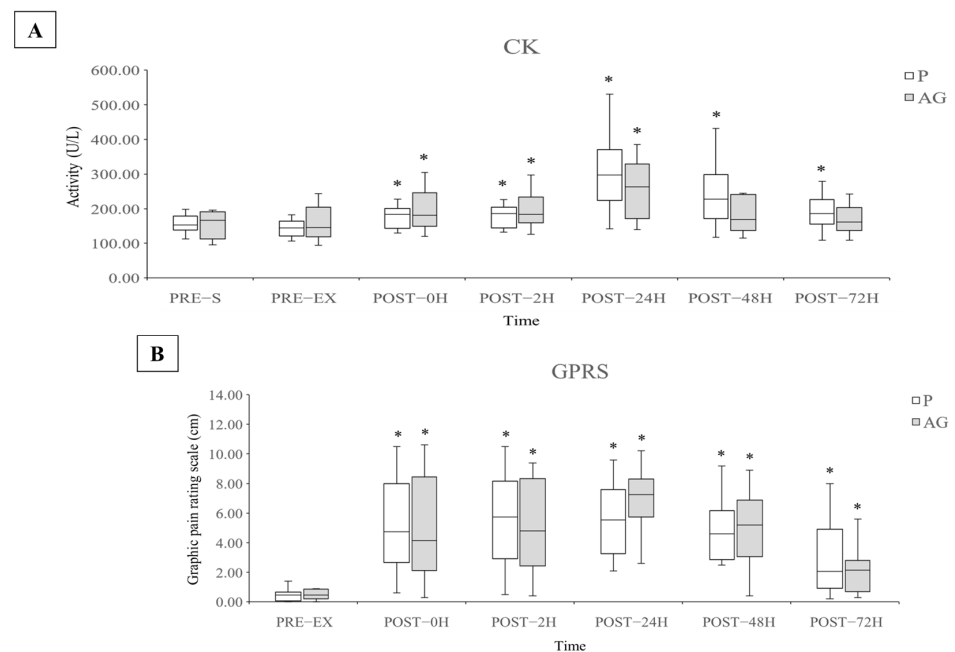 A
CK
600.00
500.00
400.00
300.00
200.00
100.00
0.00
Activity (U/L)
P
AG
* * * * * * * *
PRE−S PRE−EX POST−0H POST−2H POST−24H POST−48H POST−72H
Time
B
GPRS
14.00
12.00
10.00
8.00
6.00
4.00
2.00
0.00
Graphic pain rating scale (cm)
P
AG
* * * * * * * * * *
PRE−EX POST−0H POST−2H POST−24H POST−48H POST−72H
Time